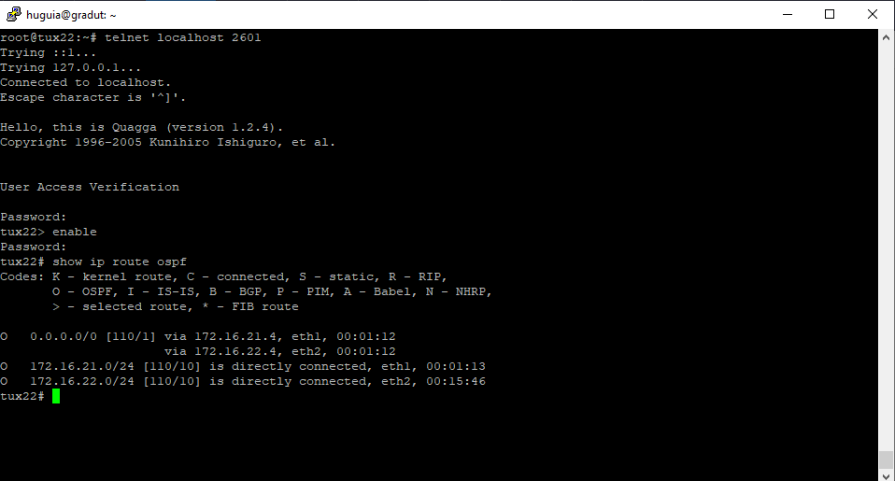 huguia@gradut: ~
root@tux22:~# telnet localhost 2601
Trying ::1...
Trying 127.0.0.1...
Connected to localhost.
Escape character is '^]'.
Hello, this is Quagga (version 1.2.4).
Copyright 1996-2005 Kunihiro Ishiguro, et al.
User Access Verification
Password:
tux22> enable
Password:
tux22# show ip route ospf
Codes: K - kernel route, C - connected, S - static, R - RIP,
       O - OSPF, I - IS-IS, B - BGP, P - PIM, A - Babel, N - NHRP,
       > - selected route, * - FIB route
O   0.0.0.0/0 [110/1] via 172.16.21.4, eth1, 00:01:12
                      via 172.16.22.4, eth2, 00:01:12
O   172.16.21.0/24 [110/10] is directly connected, eth1, 00:01:13
O   172.16.22.0/24 [110/10] is directly connected, eth2, 00:15:46
tux22#